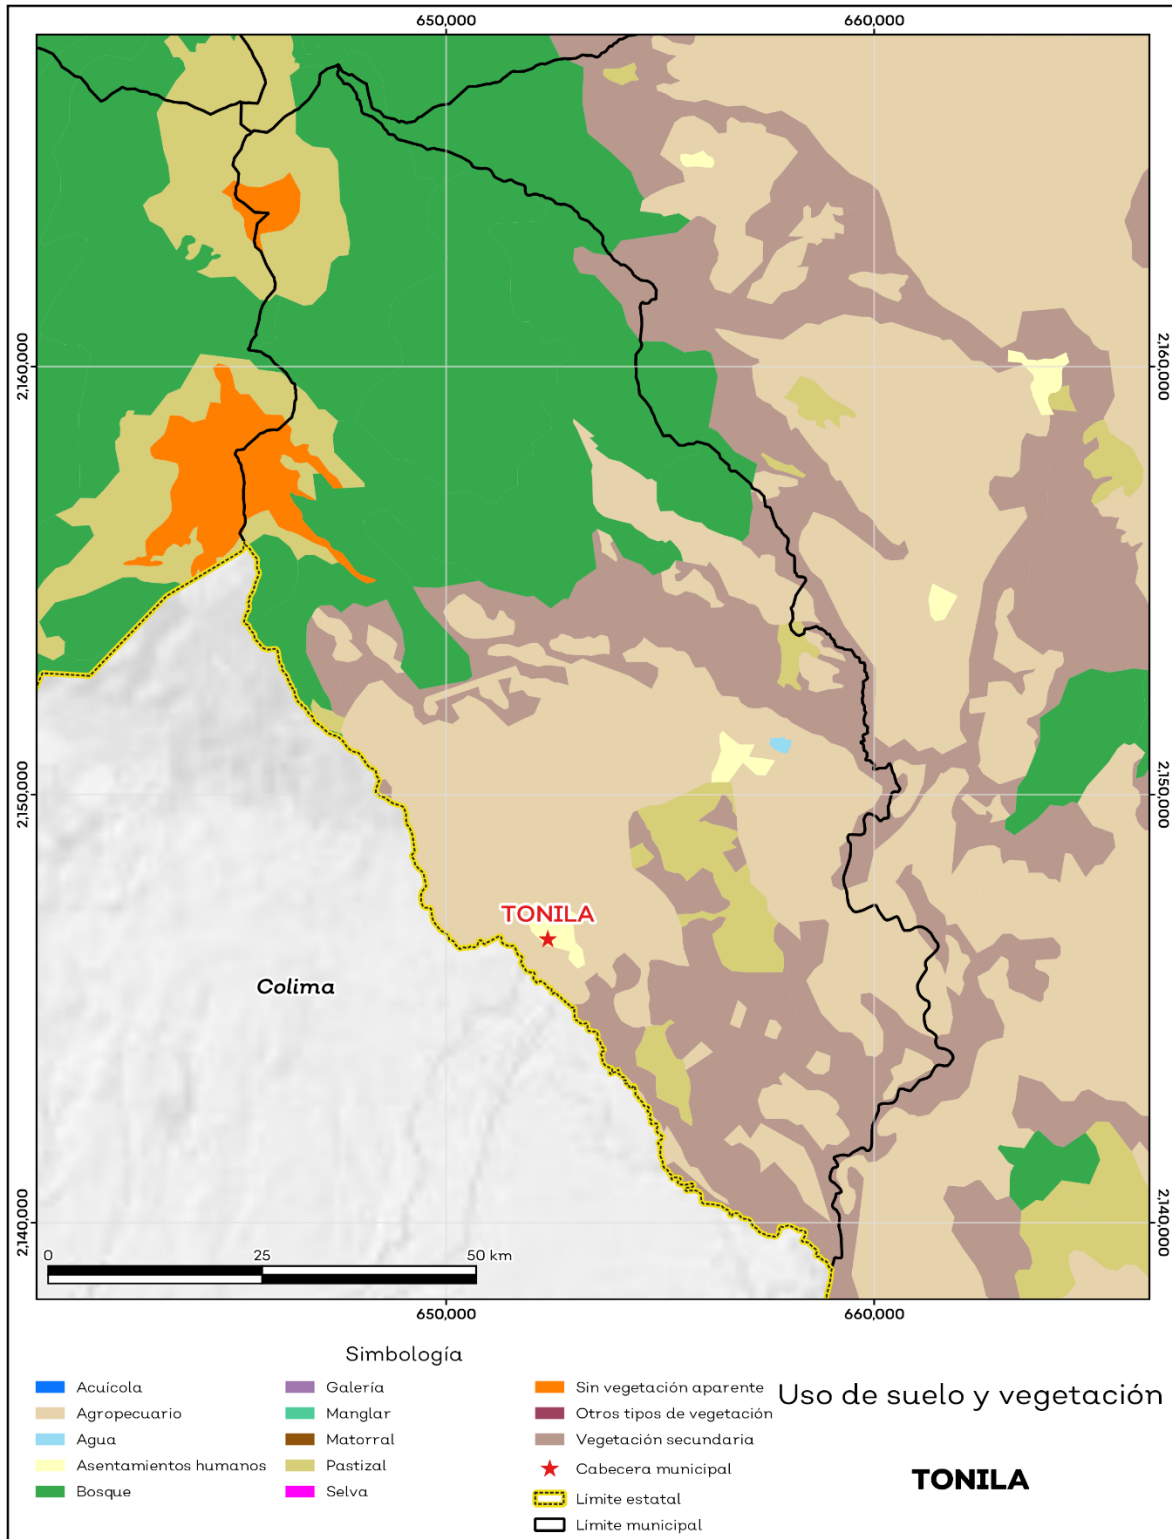 650,000
660,000
2,160,000
2,160,000
2,150,000
2,150,000
TONILA
Colima
2,140,000
2,140,000
0
25
50 km
650,000
660,000
Simbología
Acuícola
Agropecuario
Agua
Asentamientos humanos
Bosque
Galería
Manglar
Matorral
Pastizal
Selva
Sin vegetación aparente
Otros tipos de vegetación
Vegetación secundaria
Cabecera municipal
Límite estatal
Límite municipal
Uso de suelo y vegetación
TONILA